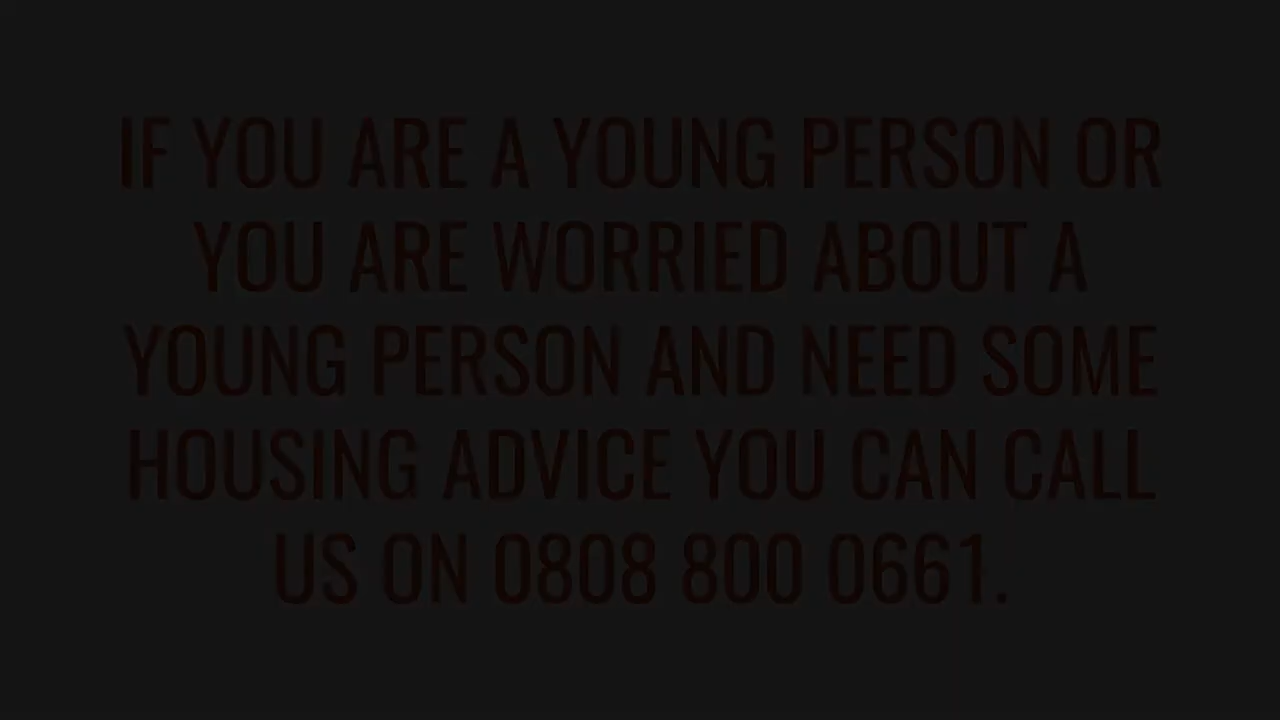 IF YOU ARE A YOUNG PERSON OR
YOU ARE WORRIED ABOUT A
YOUNG PERSON AND NEED SOME
HOUSING ADVICE YOU CAN CALL
US ON 0808 800 0661.